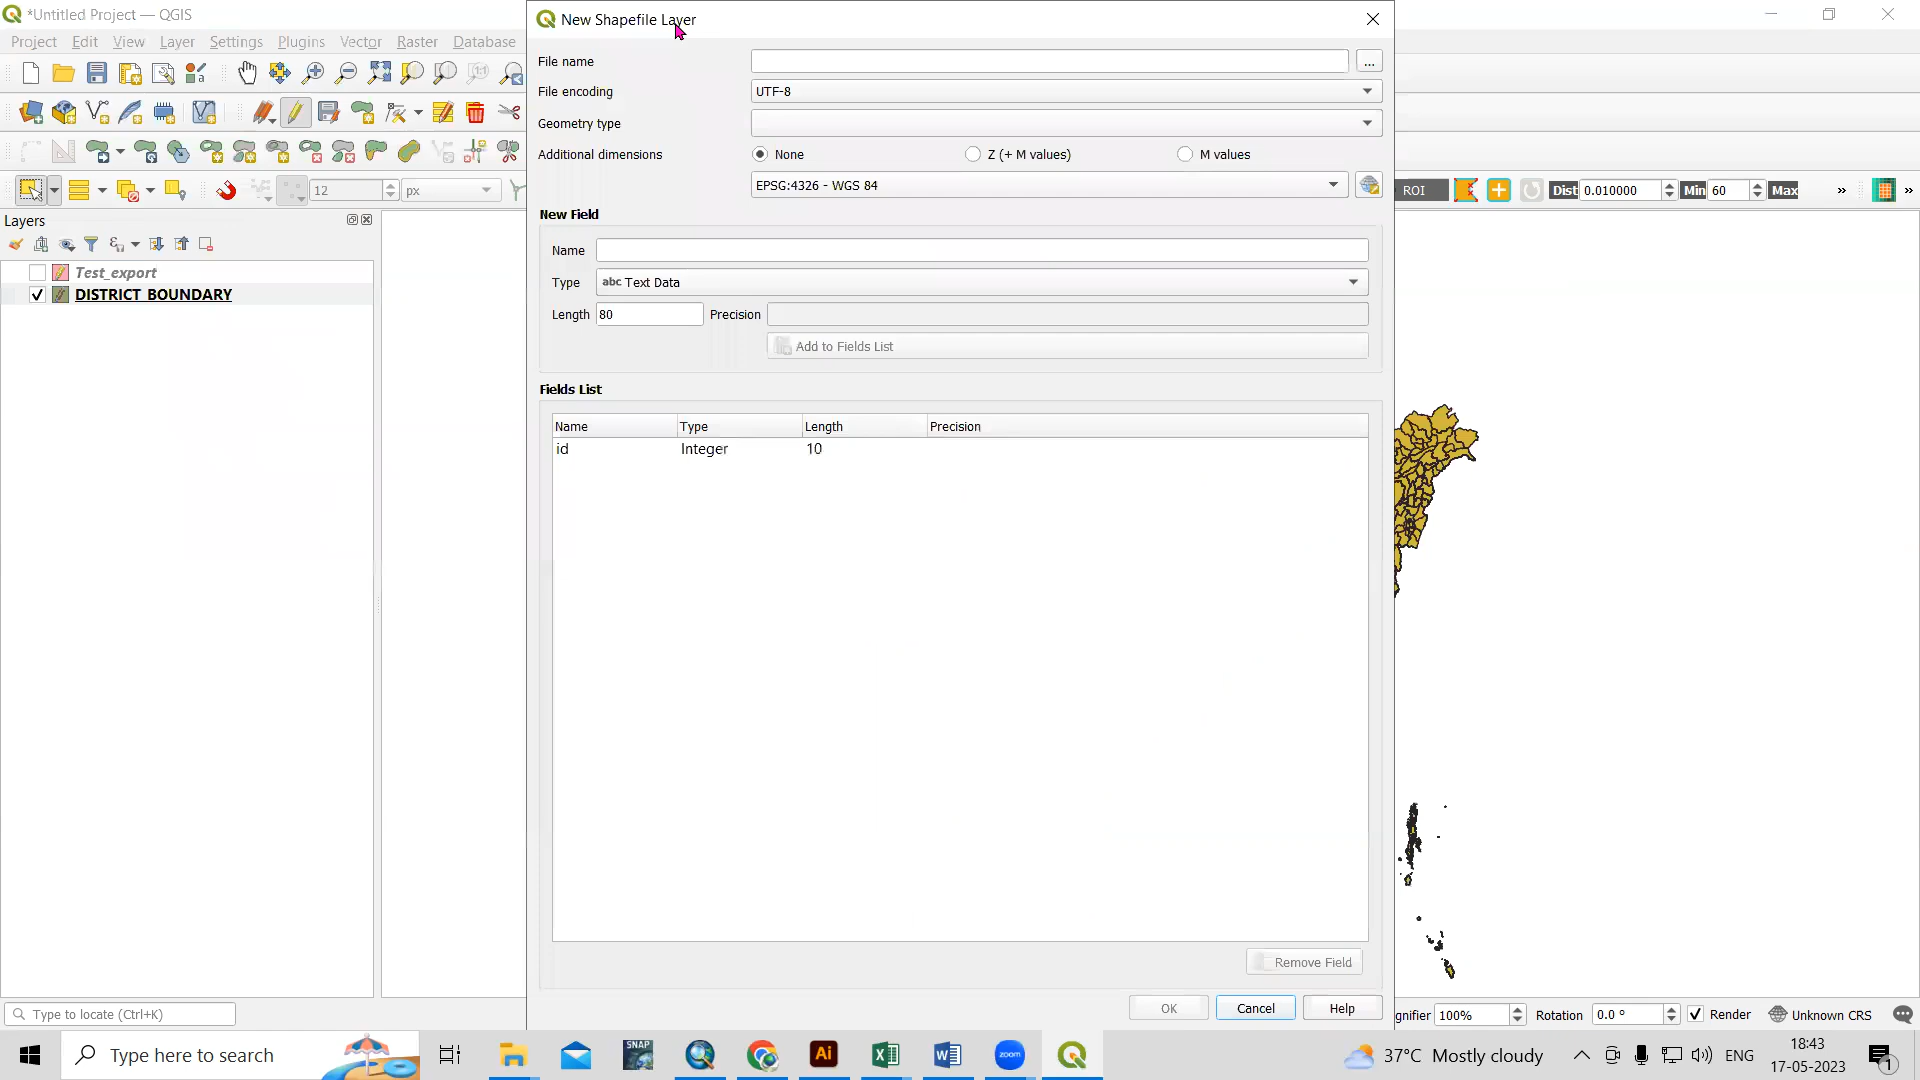 *Untitled Project — QGIS
New Shapefile Layer
Project Edit View Layer Settings Plugins Vector Raster Database
File name
...
File encoding UTF-8
Geometry type
Additional dimensions None Z (+ M values) M values
EPSG:4326 - WGS 84
12 px
ROI Dist 0.010000 Min 60 Max » »
Layers
New Field
Name
Type abc Text Data
Length 80 Precision
Add to Fields List
Test_export
DISTRICT_BOUNDARY
Fields List
Name Type Length Precision
id Integer 10
Remove Field
OK Cancel Help
Type to locate (Ctrl+K)
gnifier 100% Rotation 0.0 ° Render Unknown CRS
Type here to search
SNAP
Ai
zoom
37°C Mostly cloudy
ENG
18:43
17-05-2023
1